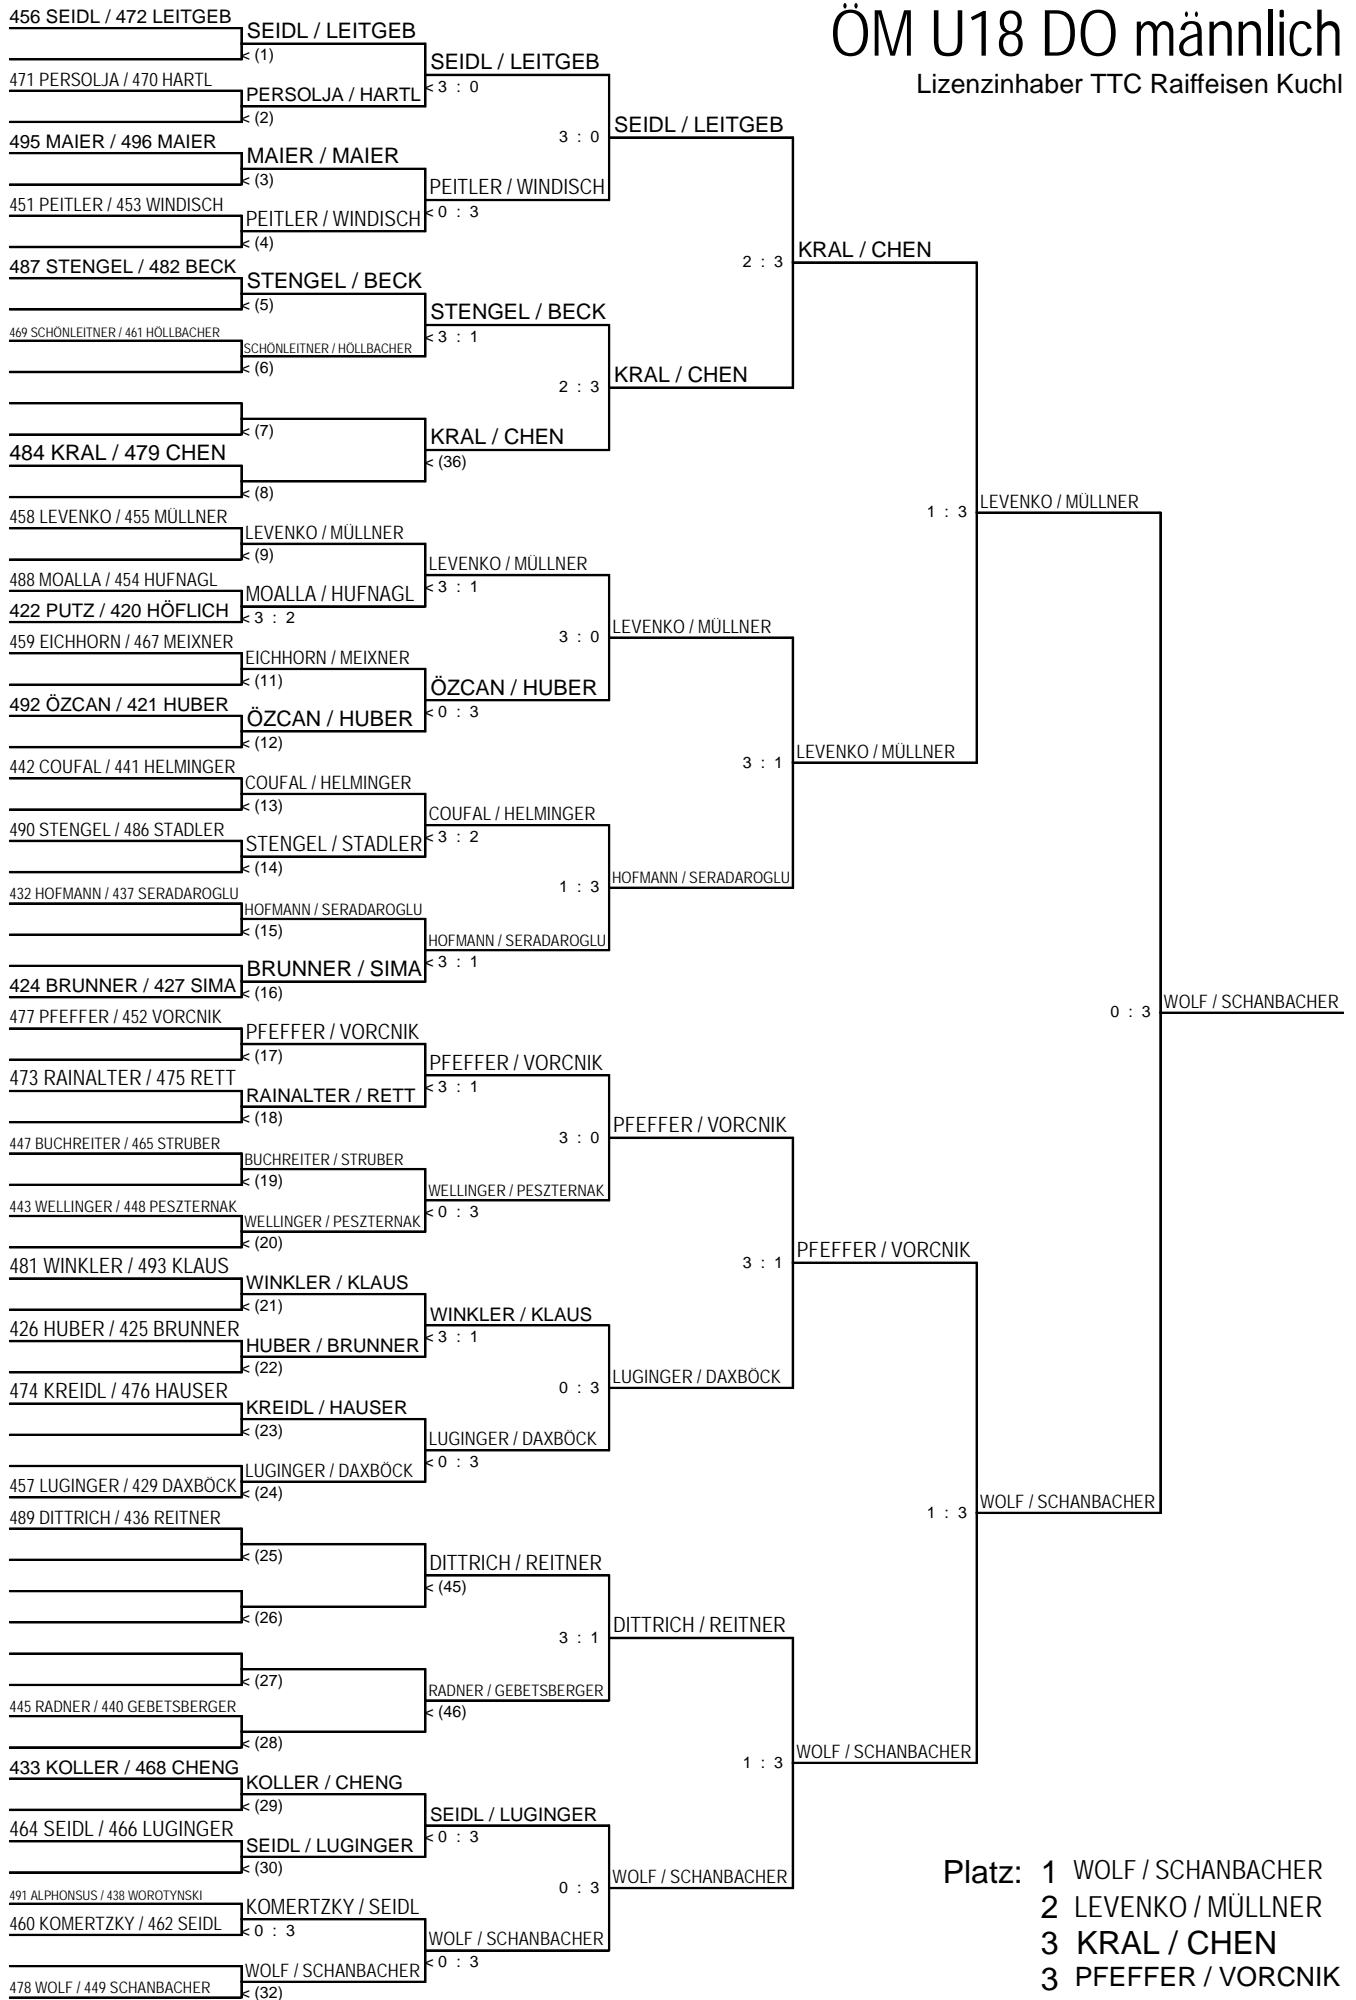 ÖM U18 DO männlich
Lizenzinhaber TTC Raiffeisen Kuchl
456 SEIDL / 472 LEITGEB
SEIDL / LEITGEB
< (1)
SEIDL / LEITGEB
471 PERSOLJA / 470 HARTL
< 3 : 0
PERSOLJA / HARTL
< (2)
SEIDL / LEITGEB
3 : 0
495 MAIER / 496 MAIER
MAIER / MAIER
< (3)
PEITLER / WINDISCH
451 PEITLER / 453 WINDISCH
< 0 : 3
PEITLER / WINDISCH
< (4)
KRAL / CHEN
2 : 3
487 STENGEL / 482 BECK
STENGEL / BECK
< (5)
STENGEL / BECK
469 SCHÖNLEITNER / 461 HÖLLBACHER
< 3 : 1
SCHÖNLEITNER / HÖLLBACHER
< (6)
KRAL / CHEN
2 : 3
< (7)
KRAL / CHEN
484 KRAL / 479 CHEN
< (36)
< (8)
LEVENKO / MÜLLNER
1 : 3
458 LEVENKO / 455 MÜLLNER
LEVENKO / MÜLLNER
< (9)
LEVENKO / MÜLLNER
488 MOALLA / 454 HUFNAGL
< 3 : 1
MOALLA / HUFNAGL
422 PUTZ / 420 HÖFLICH
< 3 : 2
LEVENKO / MÜLLNER
3 : 0
459 EICHHORN / 467 MEIXNER
EICHHORN / MEIXNER
< (11)
ÖZCAN / HUBER
492 ÖZCAN / 421 HUBER
< 0 : 3
ÖZCAN / HUBER
< (12)
LEVENKO / MÜLLNER
3 : 1
442 COUFAL / 441 HELMINGER
COUFAL / HELMINGER
< (13)
COUFAL / HELMINGER
490 STENGEL / 486 STADLER
< 3 : 2
STENGEL / STADLER
< (14)
HOFMANN / SERADAROGLU
1 : 3
432 HOFMANN / 437 SERADAROGLU
HOFMANN / SERADAROGLU
< (15)
HOFMANN / SERADAROGLU
< 3 : 1
BRUNNER / SIMA
424 BRUNNER / 427 SIMA
< (16)
WOLF / SCHANBACHER
0 : 3
477 PFEFFER / 452 VORCNIK
PFEFFER / VORCNIK
< (17)
PFEFFER / VORCNIK
473 RAINALTER / 475 RETT
< 3 : 1
RAINALTER / RETT
< (18)
PFEFFER / VORCNIK
3 : 0
447 BUCHREITER / 465 STRUBER
BUCHREITER / STRUBER
< (19)
WELLINGER / PESZTERNAK
443 WELLINGER / 448 PESZTERNAK
< 0 : 3
WELLINGER / PESZTERNAK
< (20)
PFEFFER / VORCNIK
3 : 1
481 WINKLER / 493 KLAUS
WINKLER / KLAUS
< (21)
WINKLER / KLAUS
426 HUBER / 425 BRUNNER
< 3 : 1
HUBER / BRUNNER
< (22)
LUGINGER / DAXBÖCK
0 : 3
474 KREIDL / 476 HAUSER
KREIDL / HAUSER
< (23)
LUGINGER / DAXBÖCK
< 0 : 3
LUGINGER / DAXBÖCK
457 LUGINGER / 429 DAXBÖCK
< (24)
WOLF / SCHANBACHER
1 : 3
489 DITTRICH / 436 REITNER
< (25)
DITTRICH / REITNER
< (45)
< (26)
DITTRICH / REITNER
3 : 1
< (27)
RADNER / GEBETSBERGER
445 RADNER / 440 GEBETSBERGER
< (46)
< (28)
WOLF / SCHANBACHER
1 : 3
433 KOLLER / 468 CHENG
KOLLER / CHENG
< (29)
SEIDL / LUGINGER
464 SEIDL / 466 LUGINGER
< 0 : 3
SEIDL / LUGINGER
< (30)
WOLF / SCHANBACHER
0 : 3
491 ALPHONSUS / 438 WOROTYNSKI
KOMERTZKY / SEIDL
460 KOMERTZKY / 462 SEIDL
< 0 : 3
WOLF / SCHANBACHER
< 0 : 3
WOLF / SCHANBACHER
478 WOLF / 449 SCHANBACHER
< (32)
Platz: 1 WOLF / SCHANBACHER
2 LEVENKO / MÜLLNER
3 KRAL / CHEN
3 PFEFFER / VORCNIK